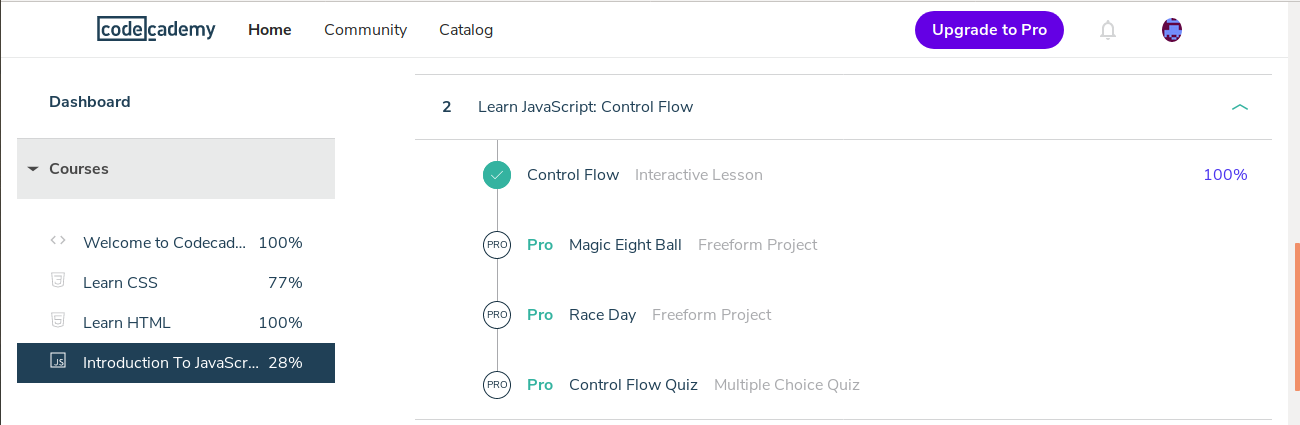 codecademy Home Community Catalog Upgrade to Pro
Dashboard
Courses
Welcome to Codecad... 100%
Learn CSS 77%
Learn HTML 100%
JS Introduction To JavaScr... 28%
2 Learn JavaScript: Control Flow
Control Flow Interactive Lesson 100%
PRO Pro Magic Eight Ball Freeform Project
PRO Pro Race Day Freeform Project
PRO Pro Control Flow Quiz Multiple Choice Quiz